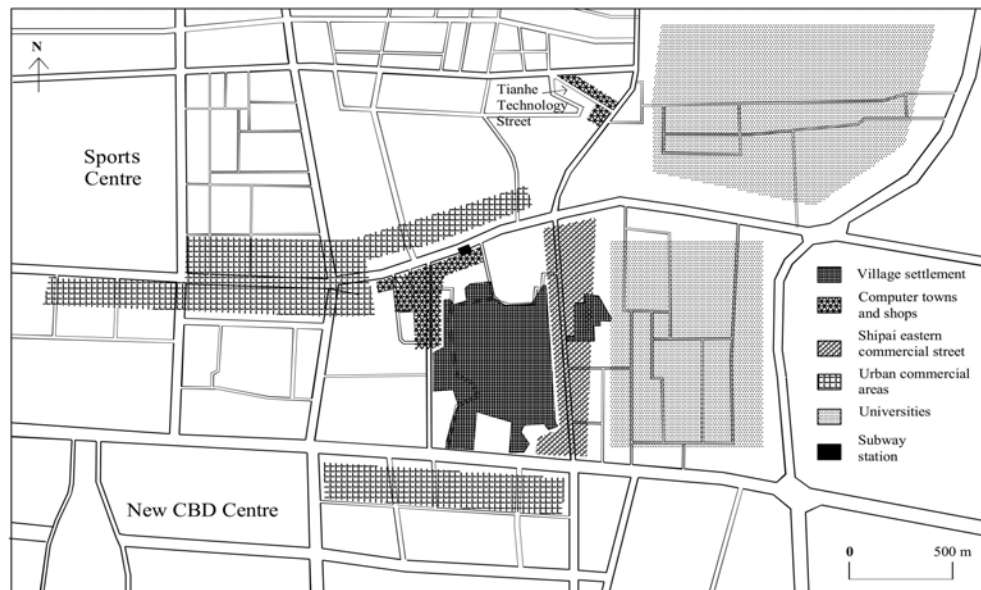 N
Tianhe
Technology
Street
Sports
Centre
Village settlement
Computer towns
and shops
Shipai eastern
commercial street
Urban commercial
areas
Universities
Subway
station
New CBD Centre
0 500 m